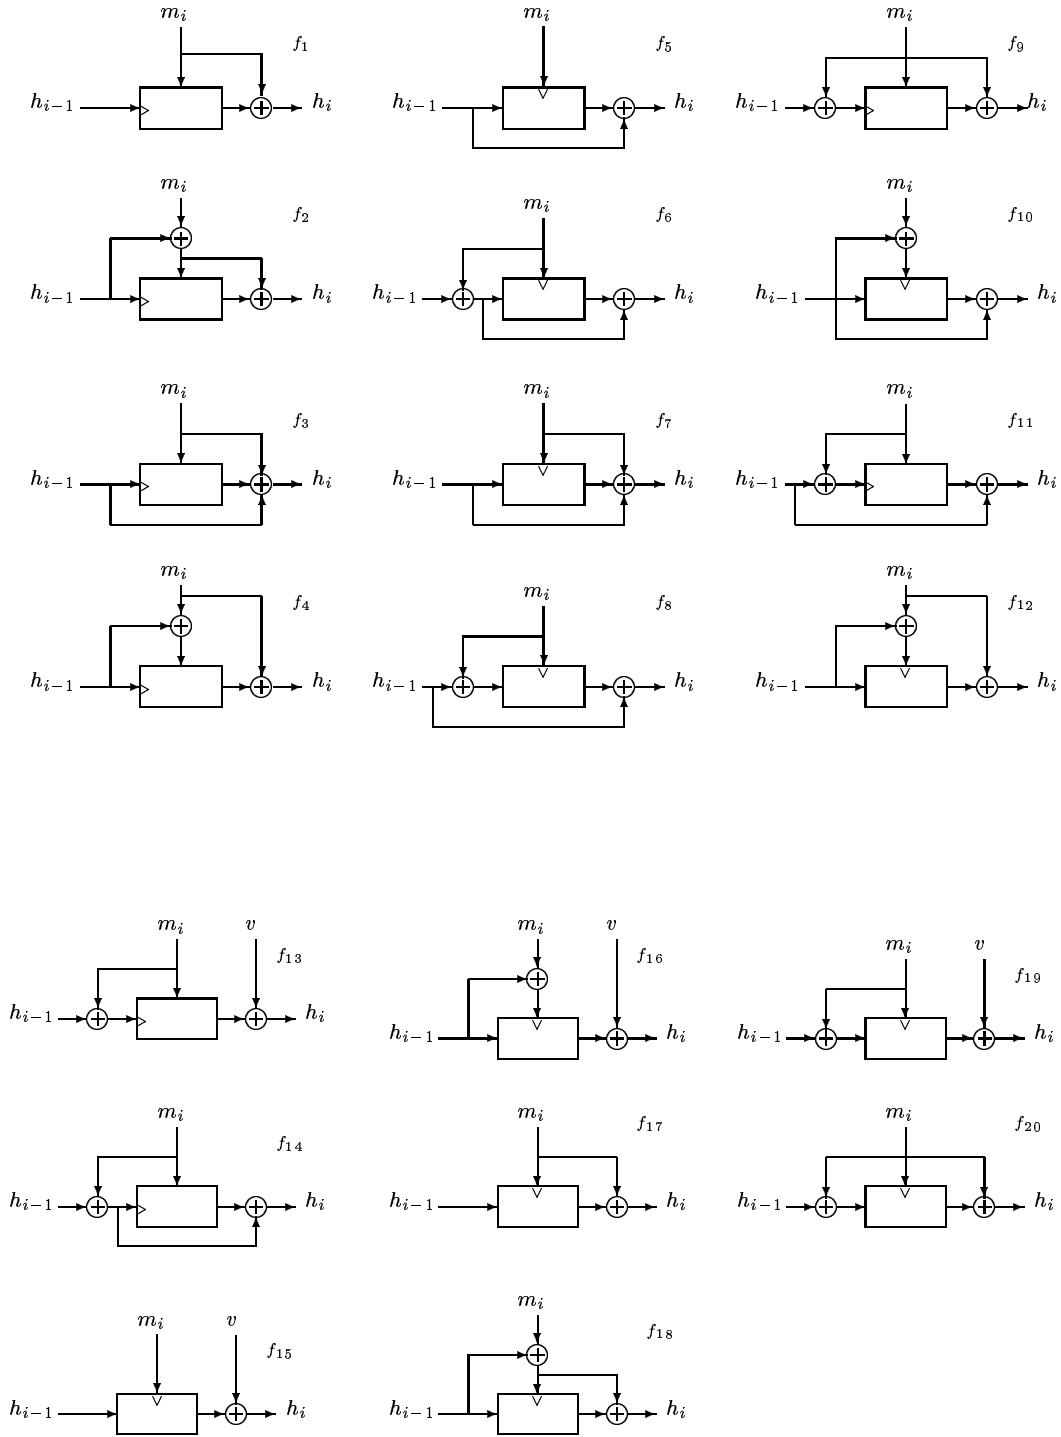 m_i m_i m_i
f_1 f_5 f_9
h_{i-1} h_i h_{i-1} h_i h_{i-1} h_i
m_i m_i m_i
f_2 f_6 f_10
h_{i-1} h_i h_{i-1} h_i h_{i-1} h_i
m_i m_i m_i
f_3 f_7 f_11
h_{i-1} h_i h_{i-1} h_i h_{i-1} h_i
m_i m_i m_i
f_4 f_8 f_12
h_{i-1} h_i h_{i-1} h_i h_{i-1} h_i
m_i v m_i v m_i v
f_13 f_16 f_19
h_{i-1} h_i h_{i-1} h_i h_{i-1} h_i
m_i m_i m_i
f_14 f_17 f_20
h_{i-1} h_i h_{i-1} h_i h_{i-1} h_i
m_i v m_i
f_15 f_18
h_{i-1} h_i h_{i-1} h_i